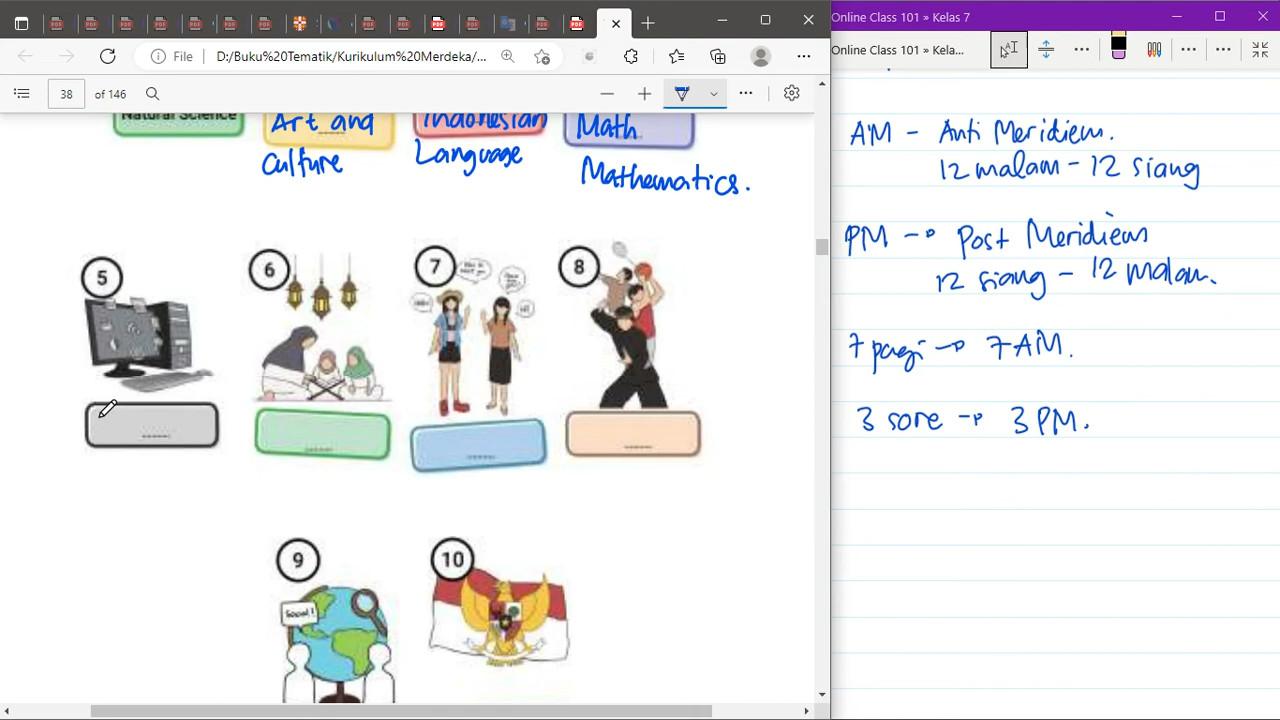 Online Class 101 » Kelas 7
File
D:/Buku%20Tematik/Kurikulum%20Merdeka/...
Online Class 101 » Kela...
38
of 146
Natural Science
Art and
Culture
Indonesian
Language
Math
Mathematics.
5
6
7
8
Hi!
9
10
Social!
AM - Anti Meridiem.
12 malam - 12 siang
PM → Post Meridiem
12 siang - 12 malam.
7 pagi → 7 AM.
3 sore → 3 PM.